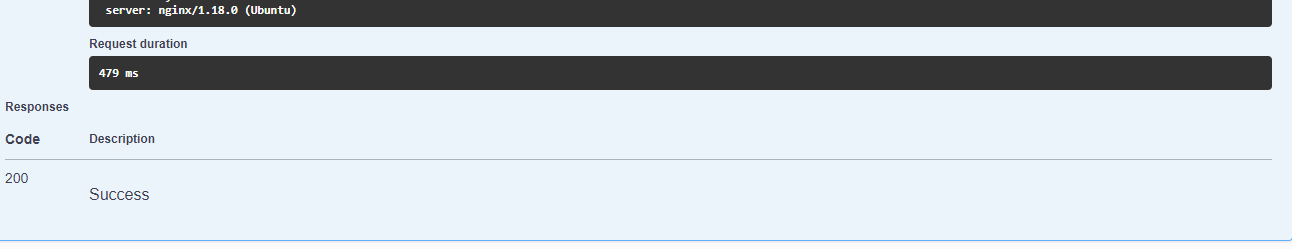 server: nginx/1.18.0 (Ubuntu)
Request duration
479 ms
Responses
Code Description
200 Success